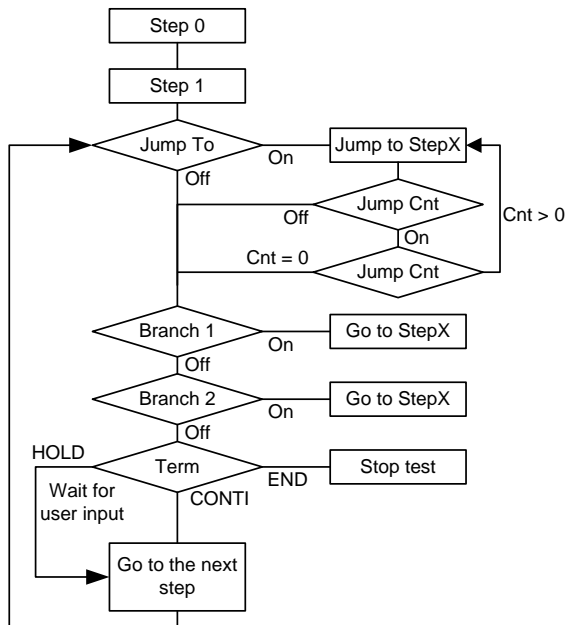 Step 0
Step 1
Jump To
On
Jump to StepX
Off
Jump Cnt
Off
On
Cnt > 0
Cnt = 0
Jump Cnt
Branch 1
On
Go to StepX
Off
Branch 2
On
Go to StepX
Off
HOLD
Term
END
Stop test
Wait for
user input
CONTI
Go to the next
step